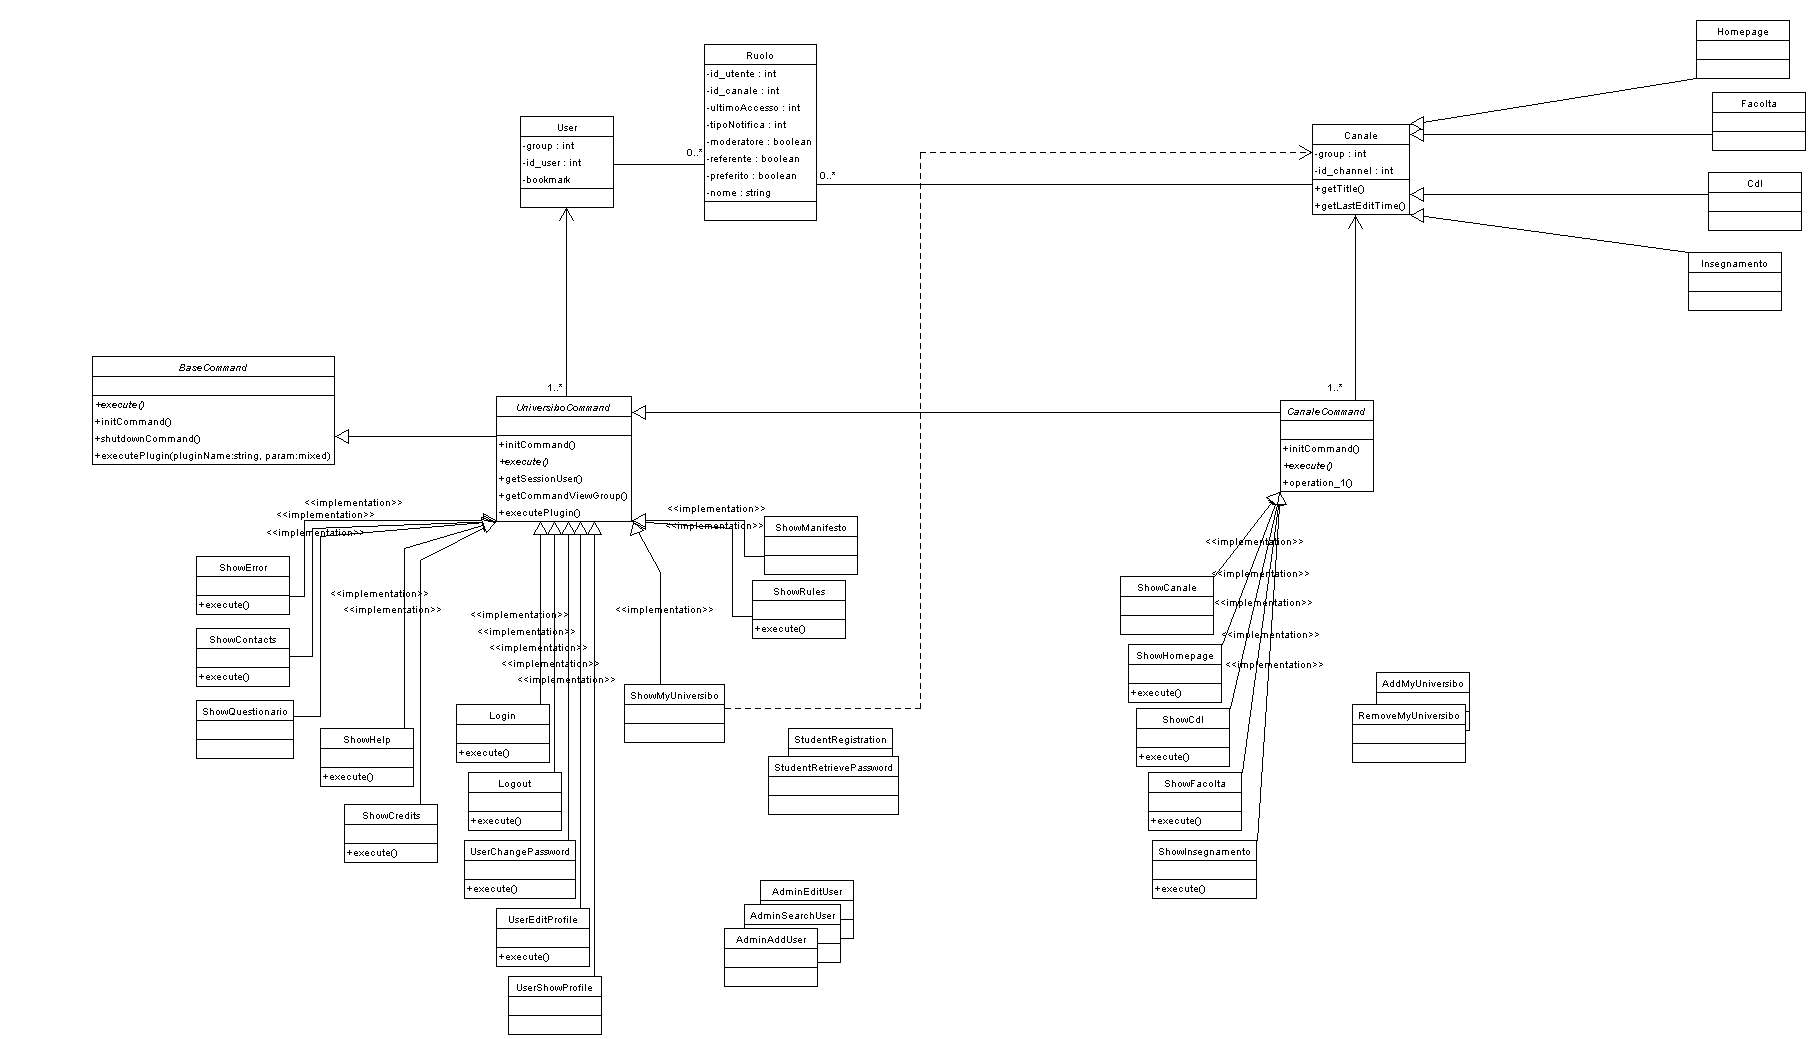 Homepage
Ruolo
-id_utente : int
-id_canale : int
-ultimoAccesso : int
-tipoNotifica : int
-moderatore : boolean
-referente : boolean
-preferito : boolean
-nome : string
Facolta
User
-group : int
-id_user : int
-bookmark
0..*
0..*
Canale
-group : int
-id_channel : int
+getTitle()
+getLastEditTime()
Cdl
Insegnamento
BaseCommand
+execute()
+initCommand()
+shutdownCommand()
+executePlugin(pluginName:string, param:mixed)
1..*
UniversiboCommand
+initCommand()
+execute()
+getSessionUser()
+getCommandViewGroup()
+executePlugin()
1..*
CanaleCommand
+initCommand()
+execute()
+operation_1()
<<implementation>>
<<implementation>>
<<implementation>>
<<implementation>>
<<implementation>>
ShowManifesto
ShowError
+execute()
<<implementation>>
<<implementation>>
ShowRules
+execute()
ShowContacts
+execute()
ShowQuestionario
ShowHelp
+execute()
ShowCredits
+execute()
<<implementation>>
<<implementation>>
<<implementation>>
<<implementation>>
<<implementation>>
<<implementation>>
ShowMyUniversibo
Login
+execute()
Logout
+execute()
UserChangePassword
+execute()
UserEditProfile
+execute()
UserShowProfile
StudentRegistration
StudentRetrievePassword
AdminEditUser
AdminSearchUser
AdminAddUser
<<implementation>>
<<implementation>>
<<implementation>>
<<implementation>>
<<implementation>>
ShowCanale
ShowHomepage
+execute()
ShowCdl
+execute()
ShowFacolta
+execute()
ShowInsegnamento
+execute()
AddMyUniversibo
RemoveMyUniversibo